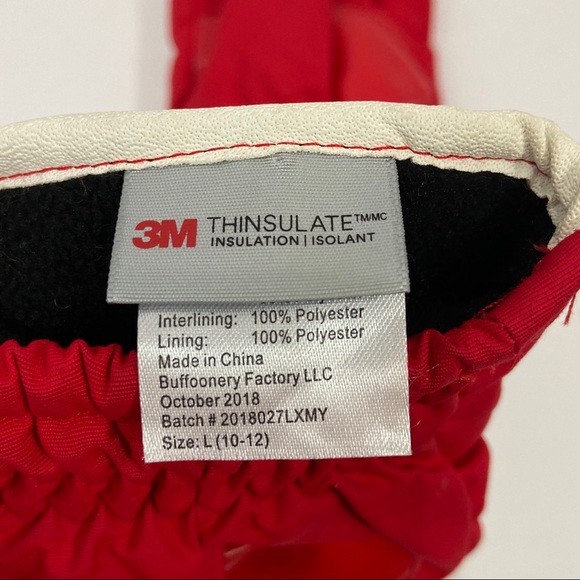 3M THINSULATE™/MC
INSULATION | ISOLANT
Interlining: 100% Polyester
Lining: 100% Polyester
Made in China
Buffoonery Factory LLC
October 2018
Batch # 2018027LXMY
Size: L (10-12)